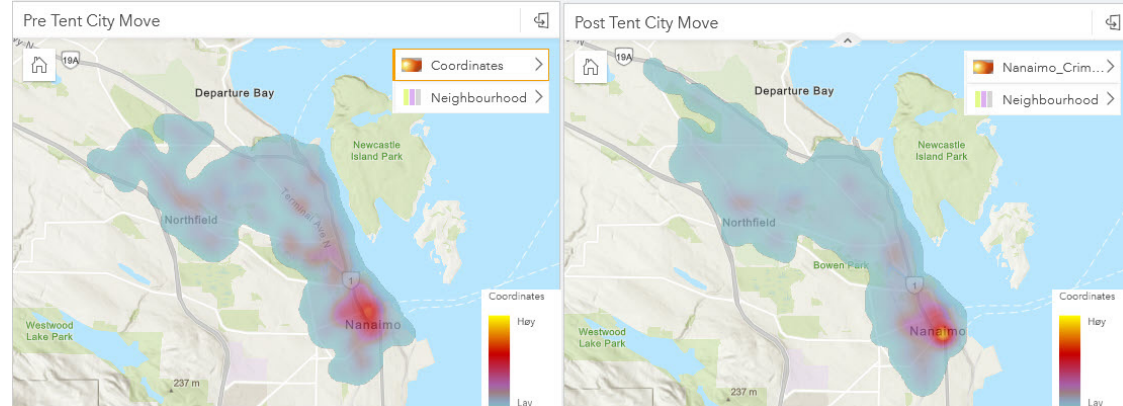 Pre Tent City Move
19A
Coordinates
Neighbourhood
Departure Bay
Newcastle
Island Park
Terminal Ave N
Northfield
1
Nanaimo
Westwood
Lake Park
237 m
Coordinates
Høy
Lav
Post Tent City Move
19A
Nanaimo_Crim...
Neighbourhood
Departure Bay
Newcastle
Island Park
Northfield
Bowen Park
1
Nanaimo
Westwood
Lake Park
237 m
Coordinates
Høy
Lav